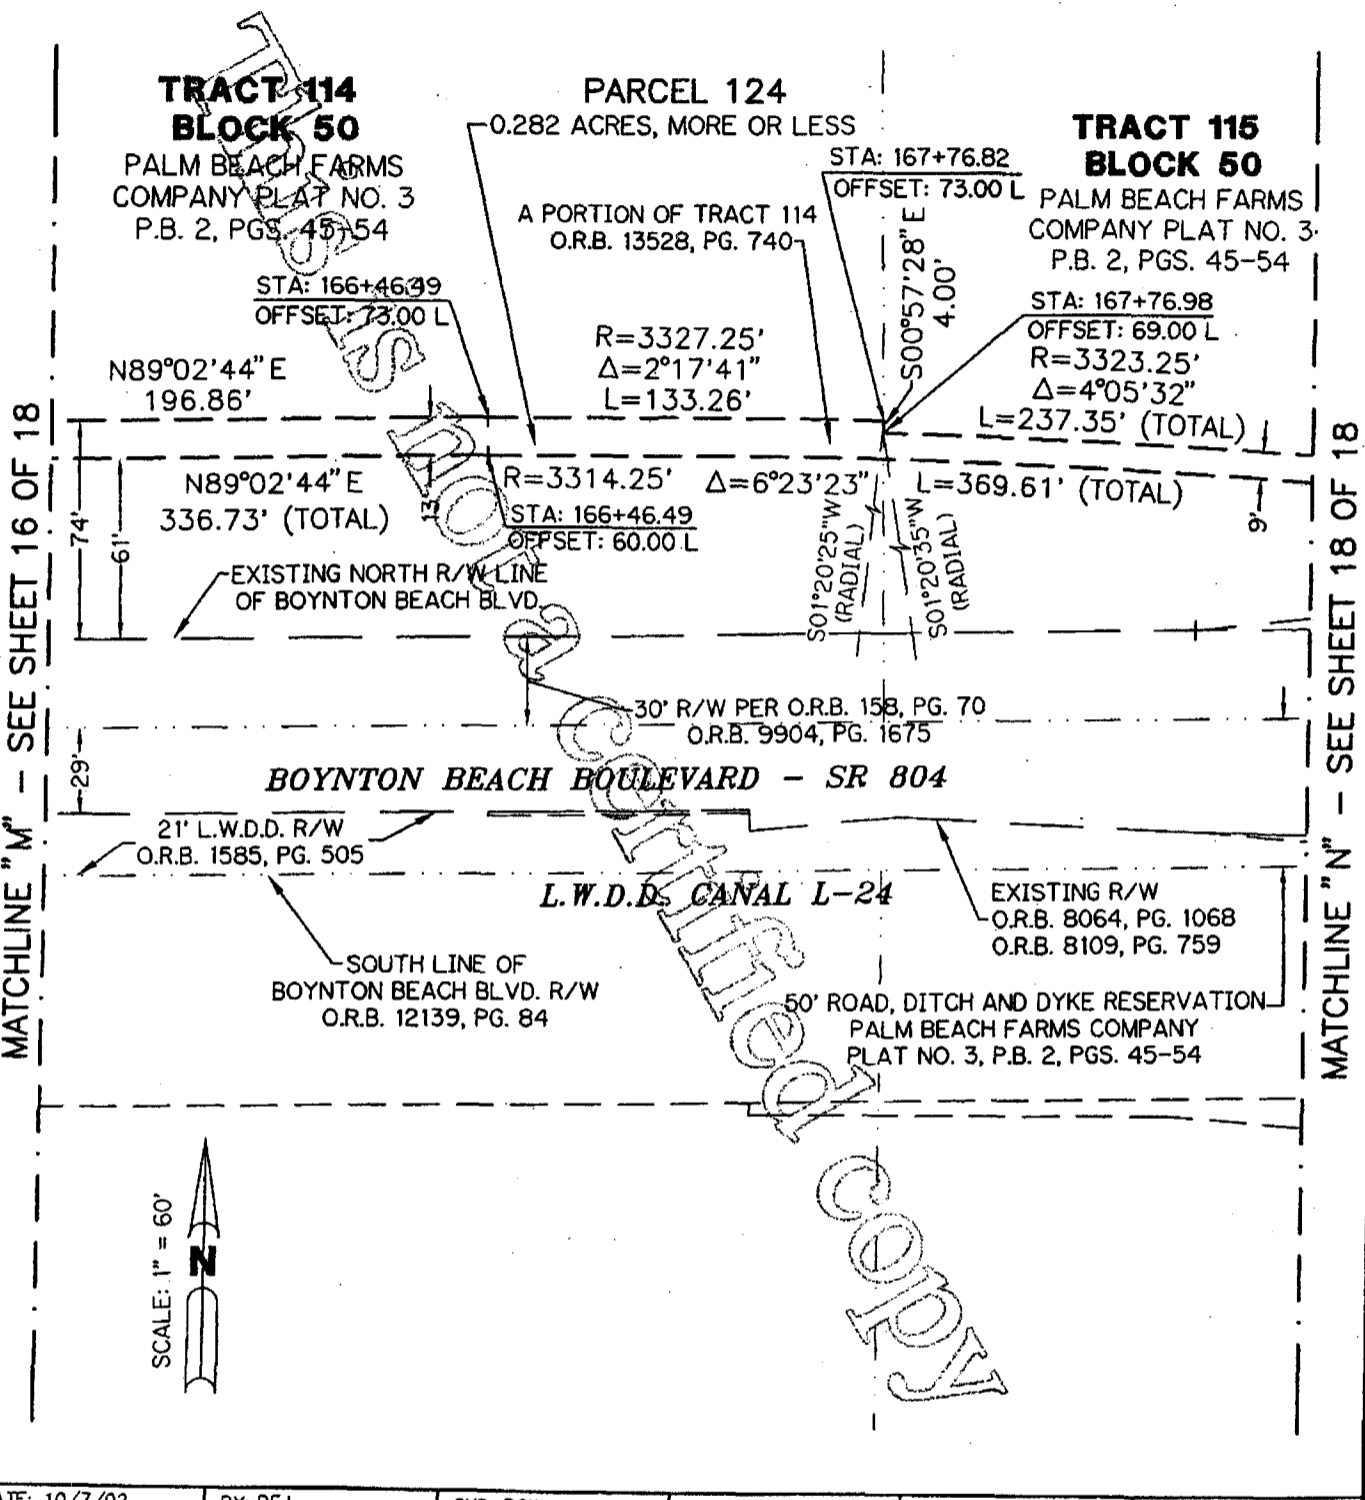 TRACT 114
BLOCK 50
PALM BEACH FARMS
COMPANY PLAT NO. 3
P.B. 2, PGS. 45-54
PARCEL 124
0.282 ACRES, MORE OR LESS
TRACT 115
BLOCK 50
PALM BEACH FARMS
COMPANY PLAT NO. 3
P.B. 2, PGS. 45-54
STA: 167+76.82
OFFSET: 73.00 L
A PORTION OF TRACT 114
O.R.B. 13528, PG. 740
S00°57'28"E
4.00'
STA: 166+46.49
OFFSET: 73.00 L
STA: 167+76.98
OFFSET: 69.00 L
N89°02'44"E
196.86'
R=3327.25'
Δ=2°17'41"
L=133.26'
R=3323.25'
Δ=4°05'32"
L=237.35' (TOTAL)
N89°02'44"E
336.73' (TOTAL)
13'
R=3314.25' Δ=6°23'23" L=369.61' (TOTAL)
STA: 166+46.49
OFFSET: 60.00 L
74'
61'
9'
S01°20'25"W
(RADIAL)
S01°20'35"W
(RADIAL)
EXISTING NORTH R/W LINE
OF BOYNTON BEACH BLVD.
30' R/W PER O.R.B. 158, PG. 70
O.R.B. 9904, PG. 1675
29'
BOYNTON BEACH BOULEVARD - SR 804
21' L.W.D.D. R/W
O.R.B. 1585, PG. 505
L.W.D.D. CANAL L-24
EXISTING R/W
O.R.B. 8064, PG. 1068
O.R.B. 8109, PG. 759
SOUTH LINE OF
BOYNTON BEACH BLVD. R/W
O.R.B. 12139, PG. 84
50' ROAD, DITCH AND DYKE RESERVATION
PALM BEACH FARMS COMPANY
PLAT NO. 3, P.B. 2, PGS. 45-54
MATCHLINE "M" - SEE SHEET 16 OF 18
MATCHLINE "N" - SEE SHEET 18 OF 18
SCALE: 1" = 60'
N
This is not a certified copy